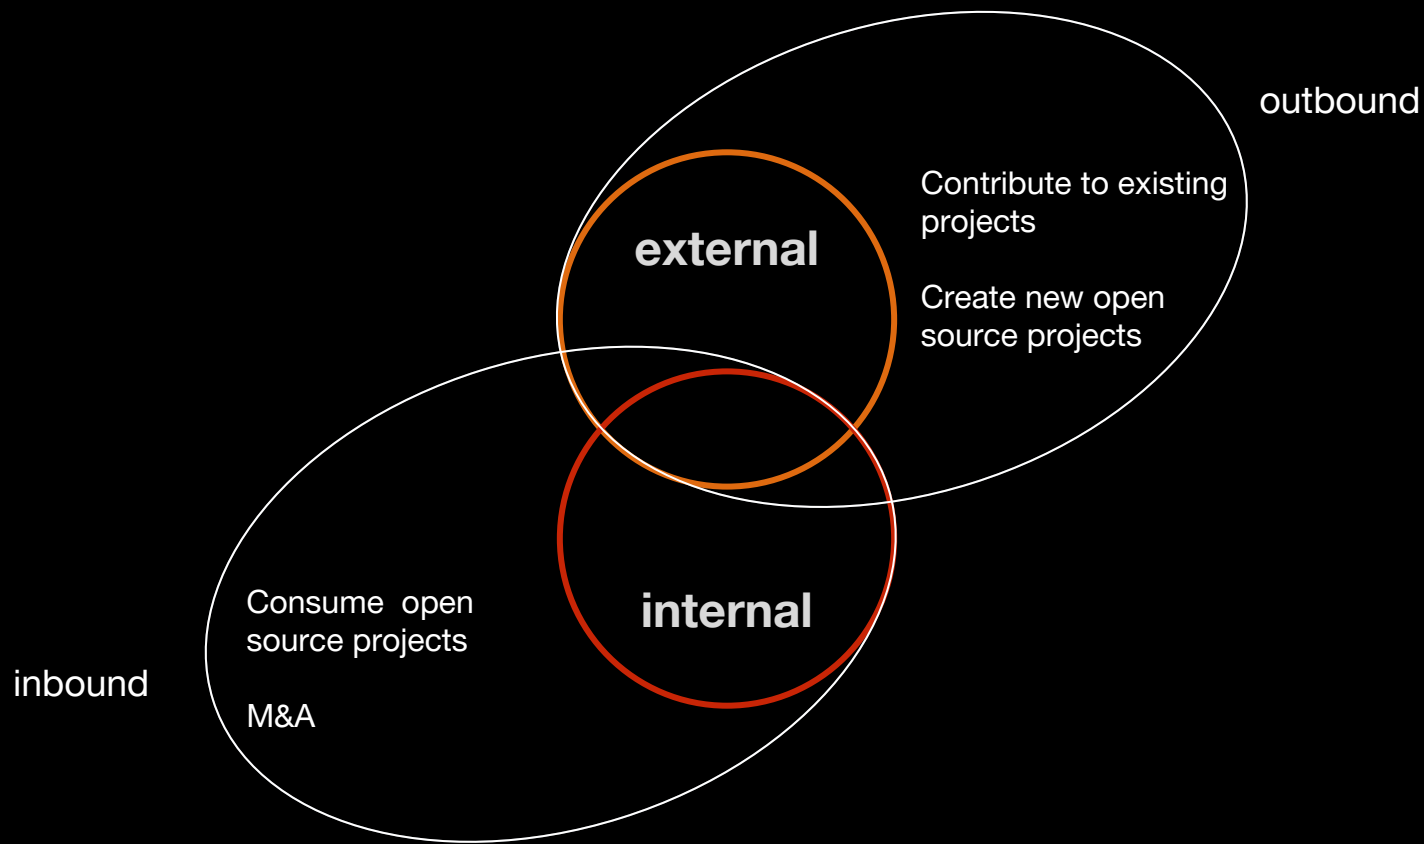 outbound
Contribute to existing
projects
external
Create new open
source projects
Consume open
source projects
internal
inbound
M&A